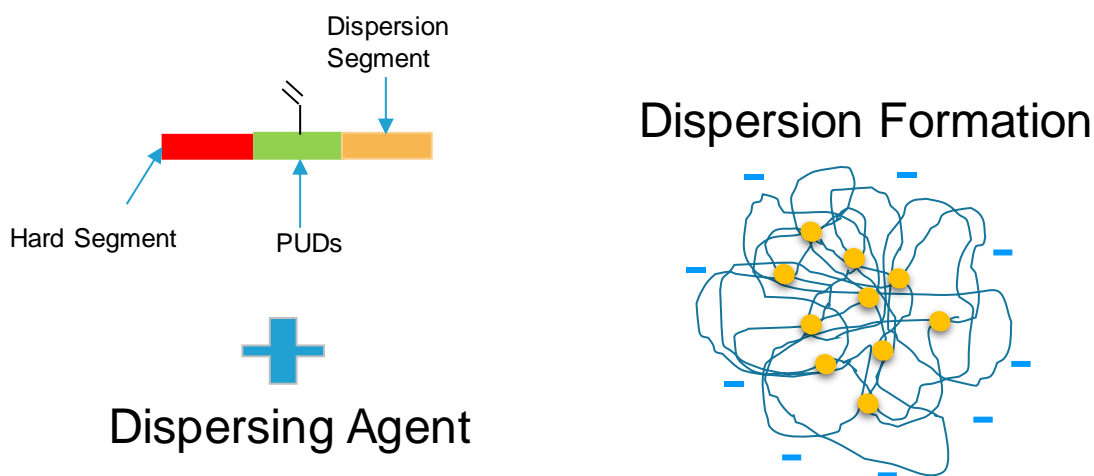 Dispersion
Segment
Hard Segment
PUDs
Dispersing Agent
Dispersion Formation